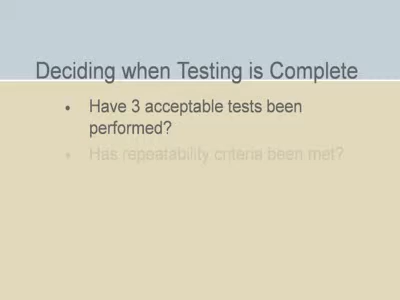 Deciding when Testing is Complete
• Have 3 acceptable tests been
performed?
• Has repeatability criteria been met?